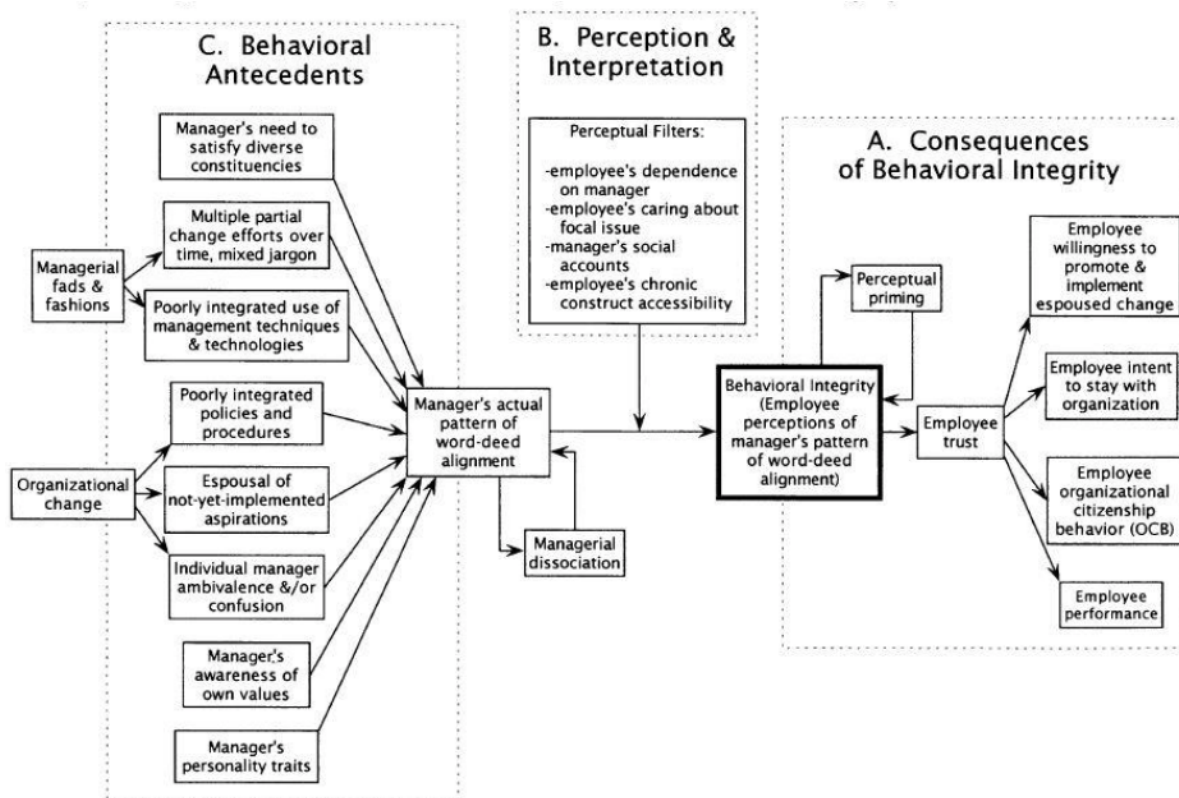 C. Behavioral
Antecedents
Manager's need to
satisfy diverse
constituencies
Multiple partial
change efforts over
time, mixed jargon
Managerial
fads &
fashions
Poorly integrated use of
management techniques
& technologies
Poorly integrated
policies and
procedures
Organizational
change
Espousal of
not-yet-implemented
aspirations
Individual manager
ambivalence &/or
confusion
Manager's
awareness of
own values
Manager's
personality traits
Manager's actual
pattern of
word-deed
alignment
Managerial
dissociation
B. Perception &
Interpretation
Perceptual Filters:
-employee's dependence
on manager
-employee's caring about
focal issue
-manager's social
accounts
-employee's chronic
construct accessibility
A. Consequences
of Behavioral Integrity
Perceptual
priming
Behavioral Integrity
(Employee
perceptions of
manager's pattern
of word-deed
alignment)
Employee
trust
Employee
willingness to
promote &
implement
espoused change
Employee intent
to stay with
organization
Employee
organizational
citizenship
behavior (OCB)
Employee
performance